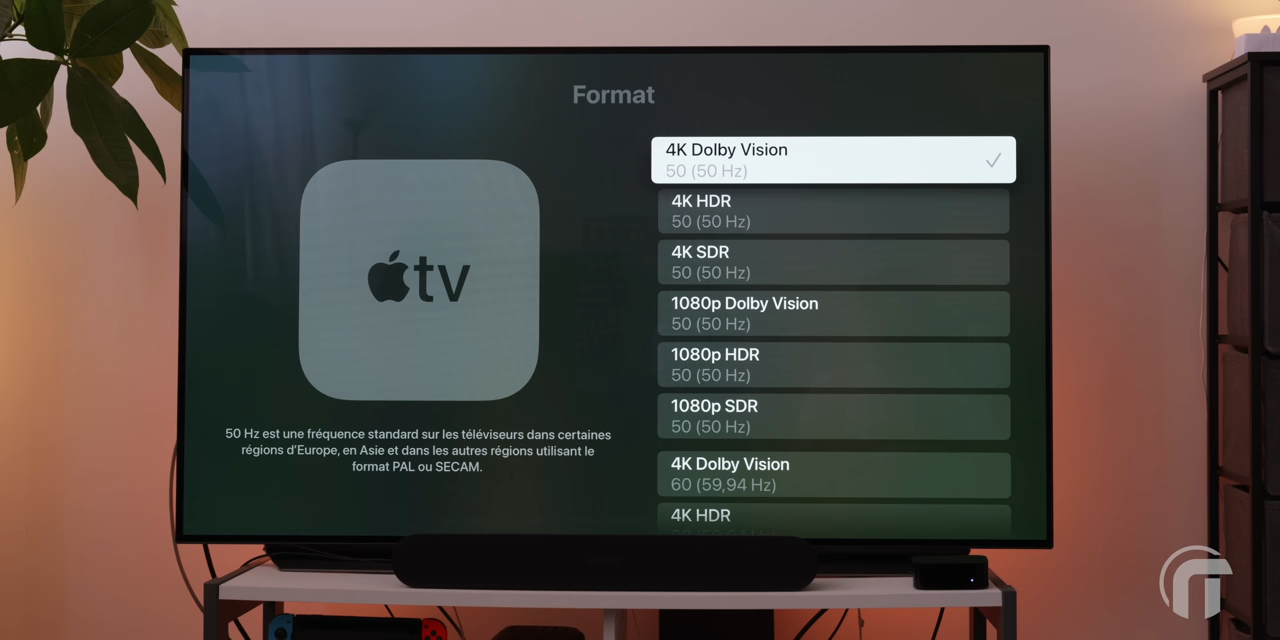 Format
4K Dolby Vision
50 (50 Hz)
4K HDR
50 (50 Hz)
4K SDR
50 (50 Hz)
1080p Dolby Vision
50 (50 Hz)
1080p HDR
50 (50 Hz)
1080p SDR
50 (50 Hz)
4K Dolby Vision
60 (59,94 Hz)
4K HDR
tv
50 Hz est une fréquence standard sur les téléviseurs dans certaines
régions d'Europe, en Asie et dans les autres régions utilisant le
format PAL ou SECAM.